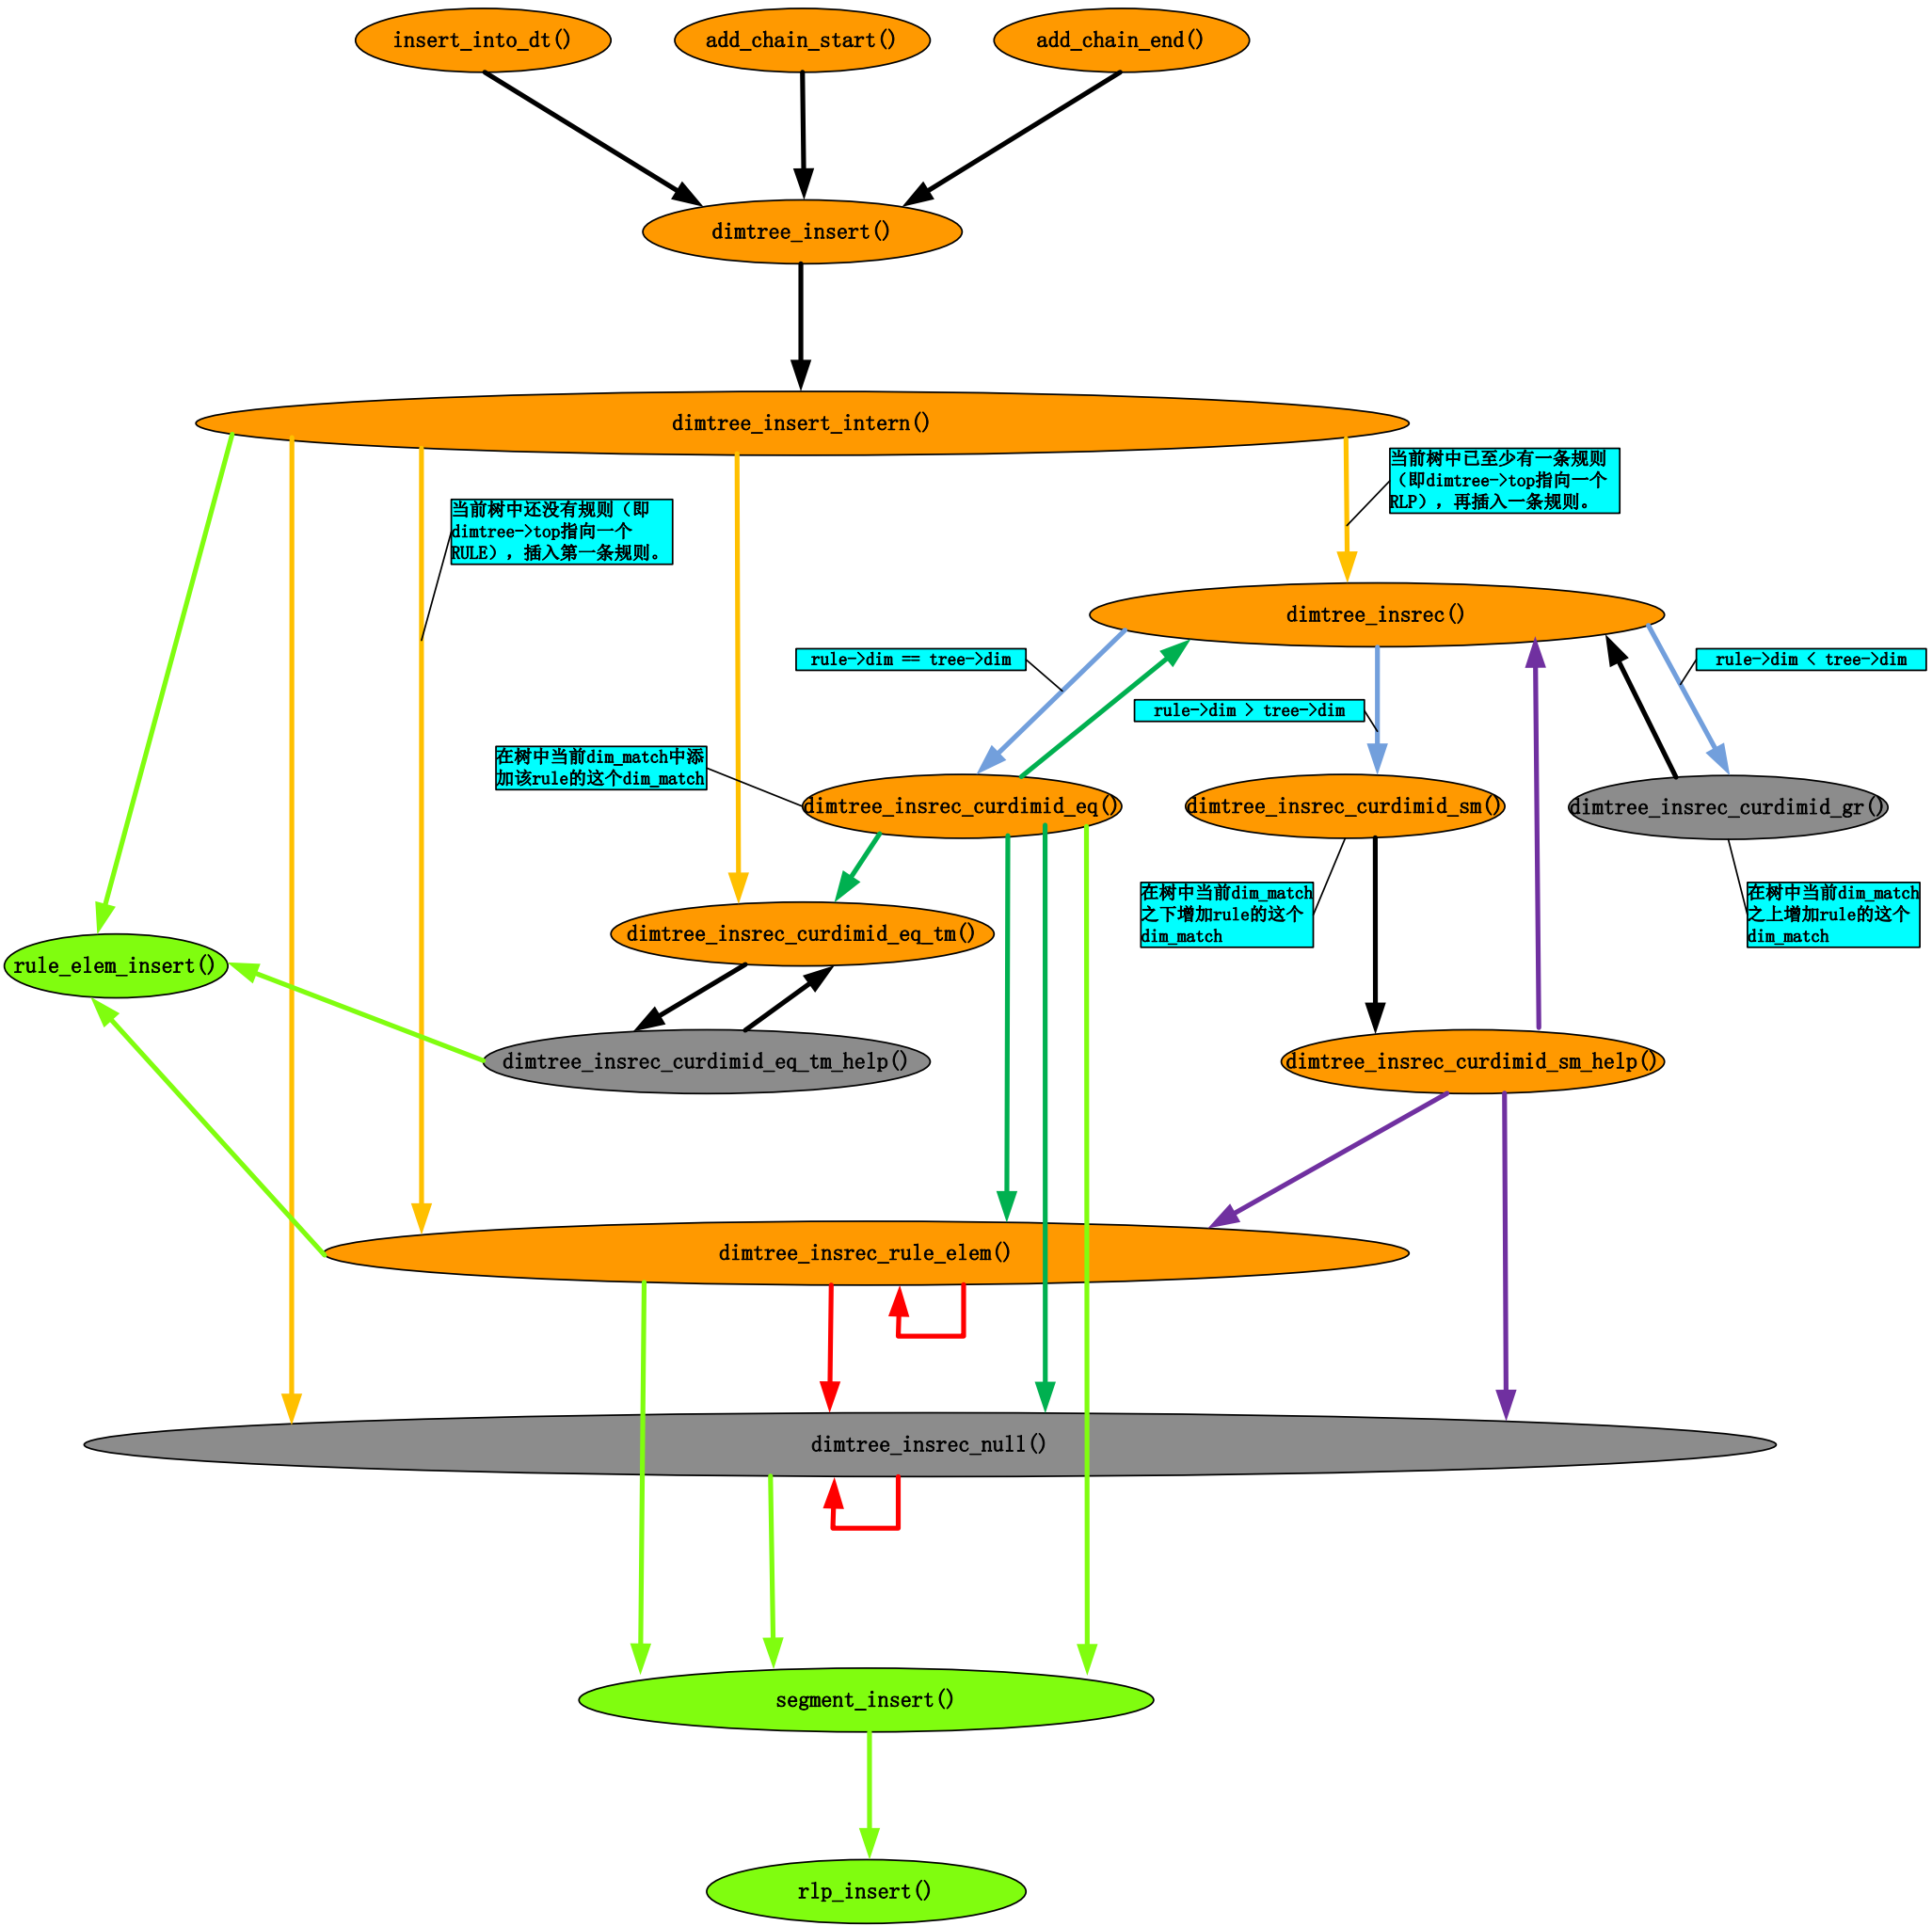 insert_into_dt()
add_chain_start()
add_chain_end()
dimtree_insert()
dimtree_insert_intern()
当前树中已至少有一条规则
（即dimtree->top指向一个
RLP），再插入一条规则。
当前树中还没有规则（即
dimtree->top指向一个
RULE），插入第一条规则。
dimtree_insrec()
rule->dim == tree->dim
rule->dim < tree->dim
rule->dim > tree->dim
在树中当前dim_match中添
加该rule的这个dim_match
dimtree_insrec_curdimid_eq()
dimtree_insrec_curdimid_sm()
dimtree_insrec_curdimid_gr()
在树中当前dim_match
之下增加rule的这个
dim_match
在树中当前dim_match
之上增加rule的这个
dim_match
dimtree_insrec_curdimid_eq_tm()
rule_elem_insert()
dimtree_insrec_curdimid_eq_tm_help()
dimtree_insrec_curdimid_sm_help()
dimtree_insrec_rule_elem()
dimtree_insrec_null()
segment_insert()
rlp_insert()